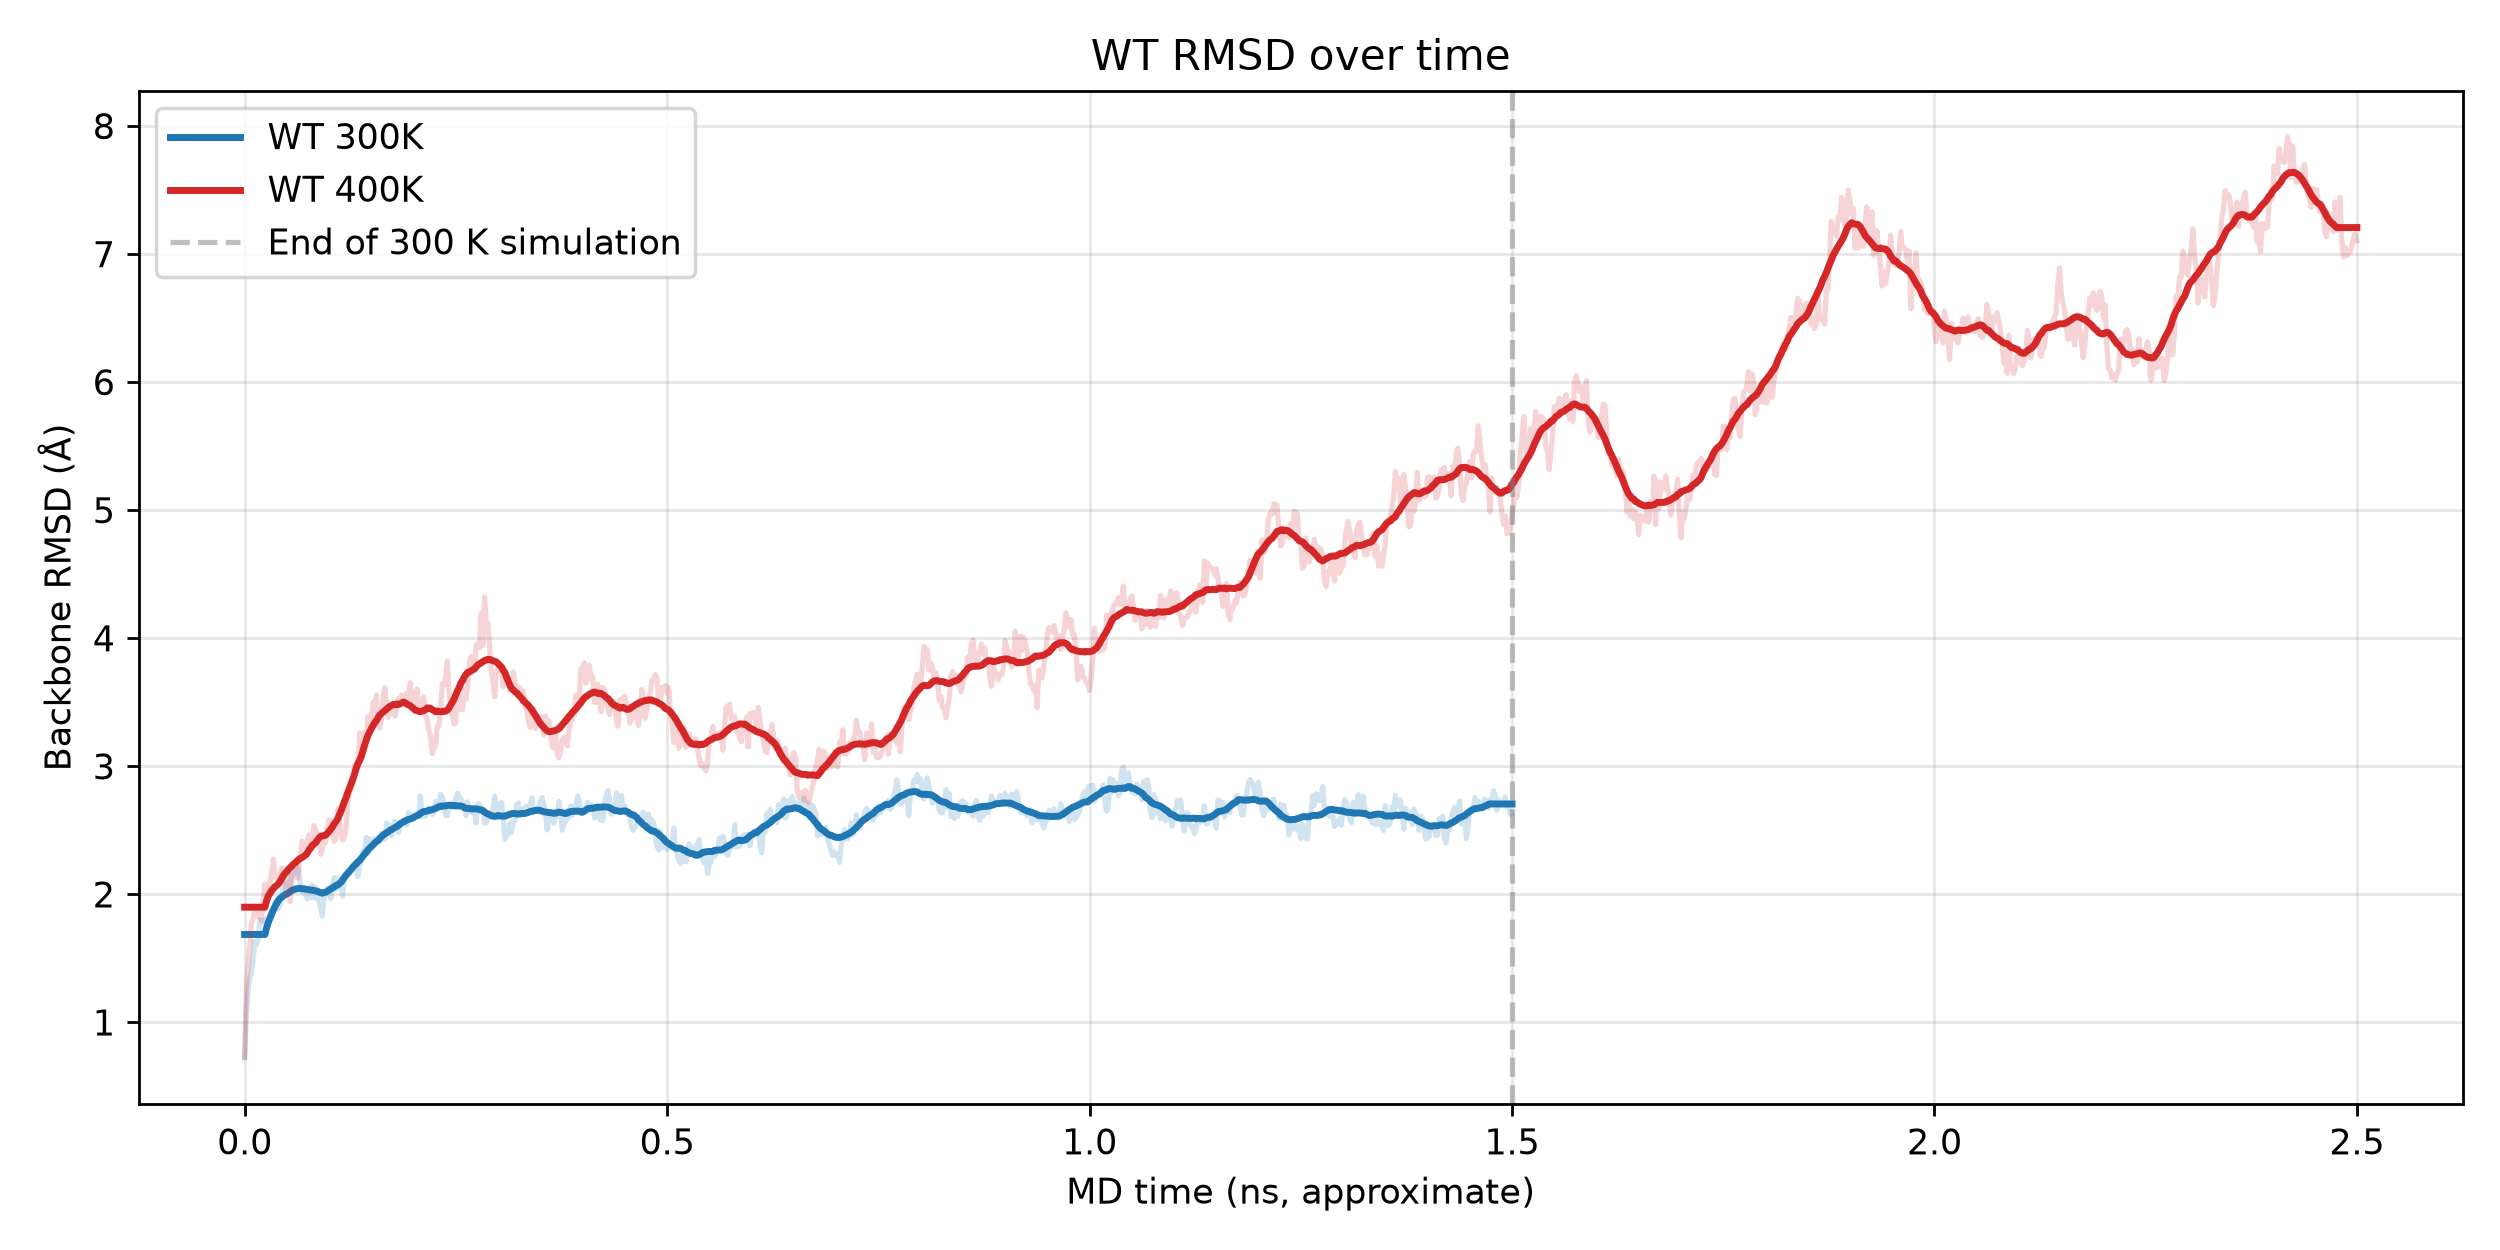 WT RMSD over time
8
7
6
5
4
3
2
1
Backbone RMSD (Å)
WT 300K
WT 400K
End of 300 K simulation
0.0 0.5 1.0 1.5 2.0 2.5
MD time (ns, approximate)